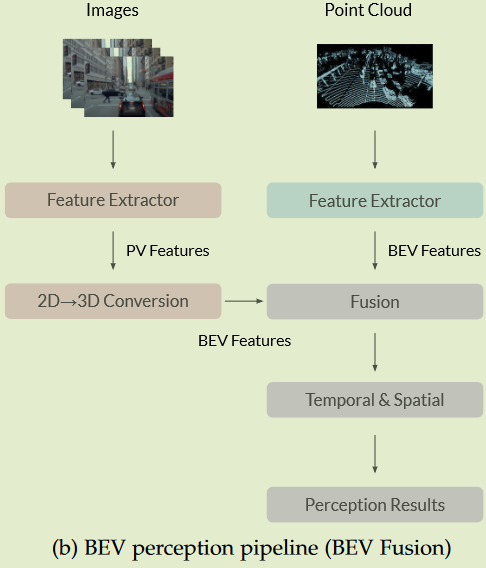 Images
Point Cloud
Feature Extractor
Feature Extractor
PV Features
BEV Features
2D→3D Conversion
Fusion
BEV Features
Temporal & Spatial
Perception Results
(b) BEV perception pipeline (BEV Fusion)